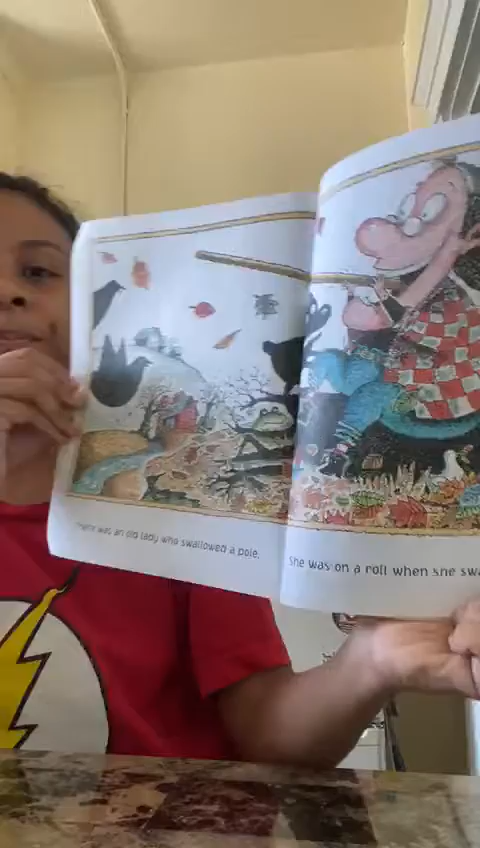 There was an old lady who swallowed a pole.
She was on a roll when she swa